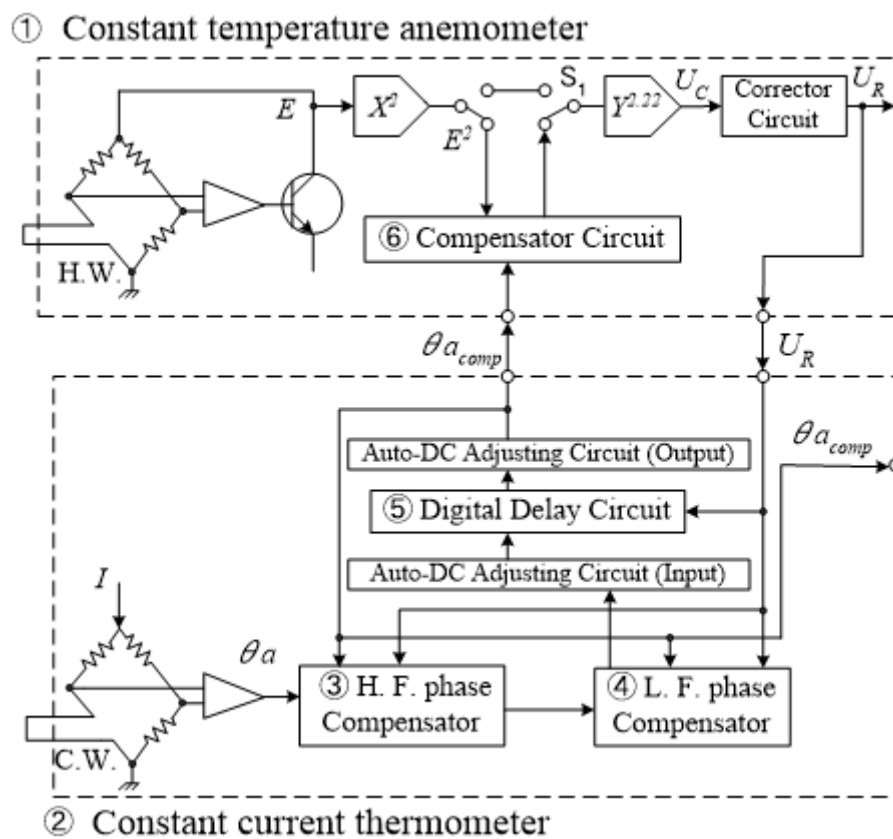 ① Constant temperature anemometer
E
X²
E²
S₁
Y²·²²
U_C
Corrector
Circuit
U_R
H.W.
⑥ Compensator Circuit
θa_comp
U_R
θa_comp
Auto-DC Adjusting Circuit (Output)
⑤ Digital Delay Circuit
Auto-DC Adjusting Circuit (Input)
I
θa
③ H. F. phase
Compensator
④ L. F. phase
Compensator
C.W.
② Constant current thermometer